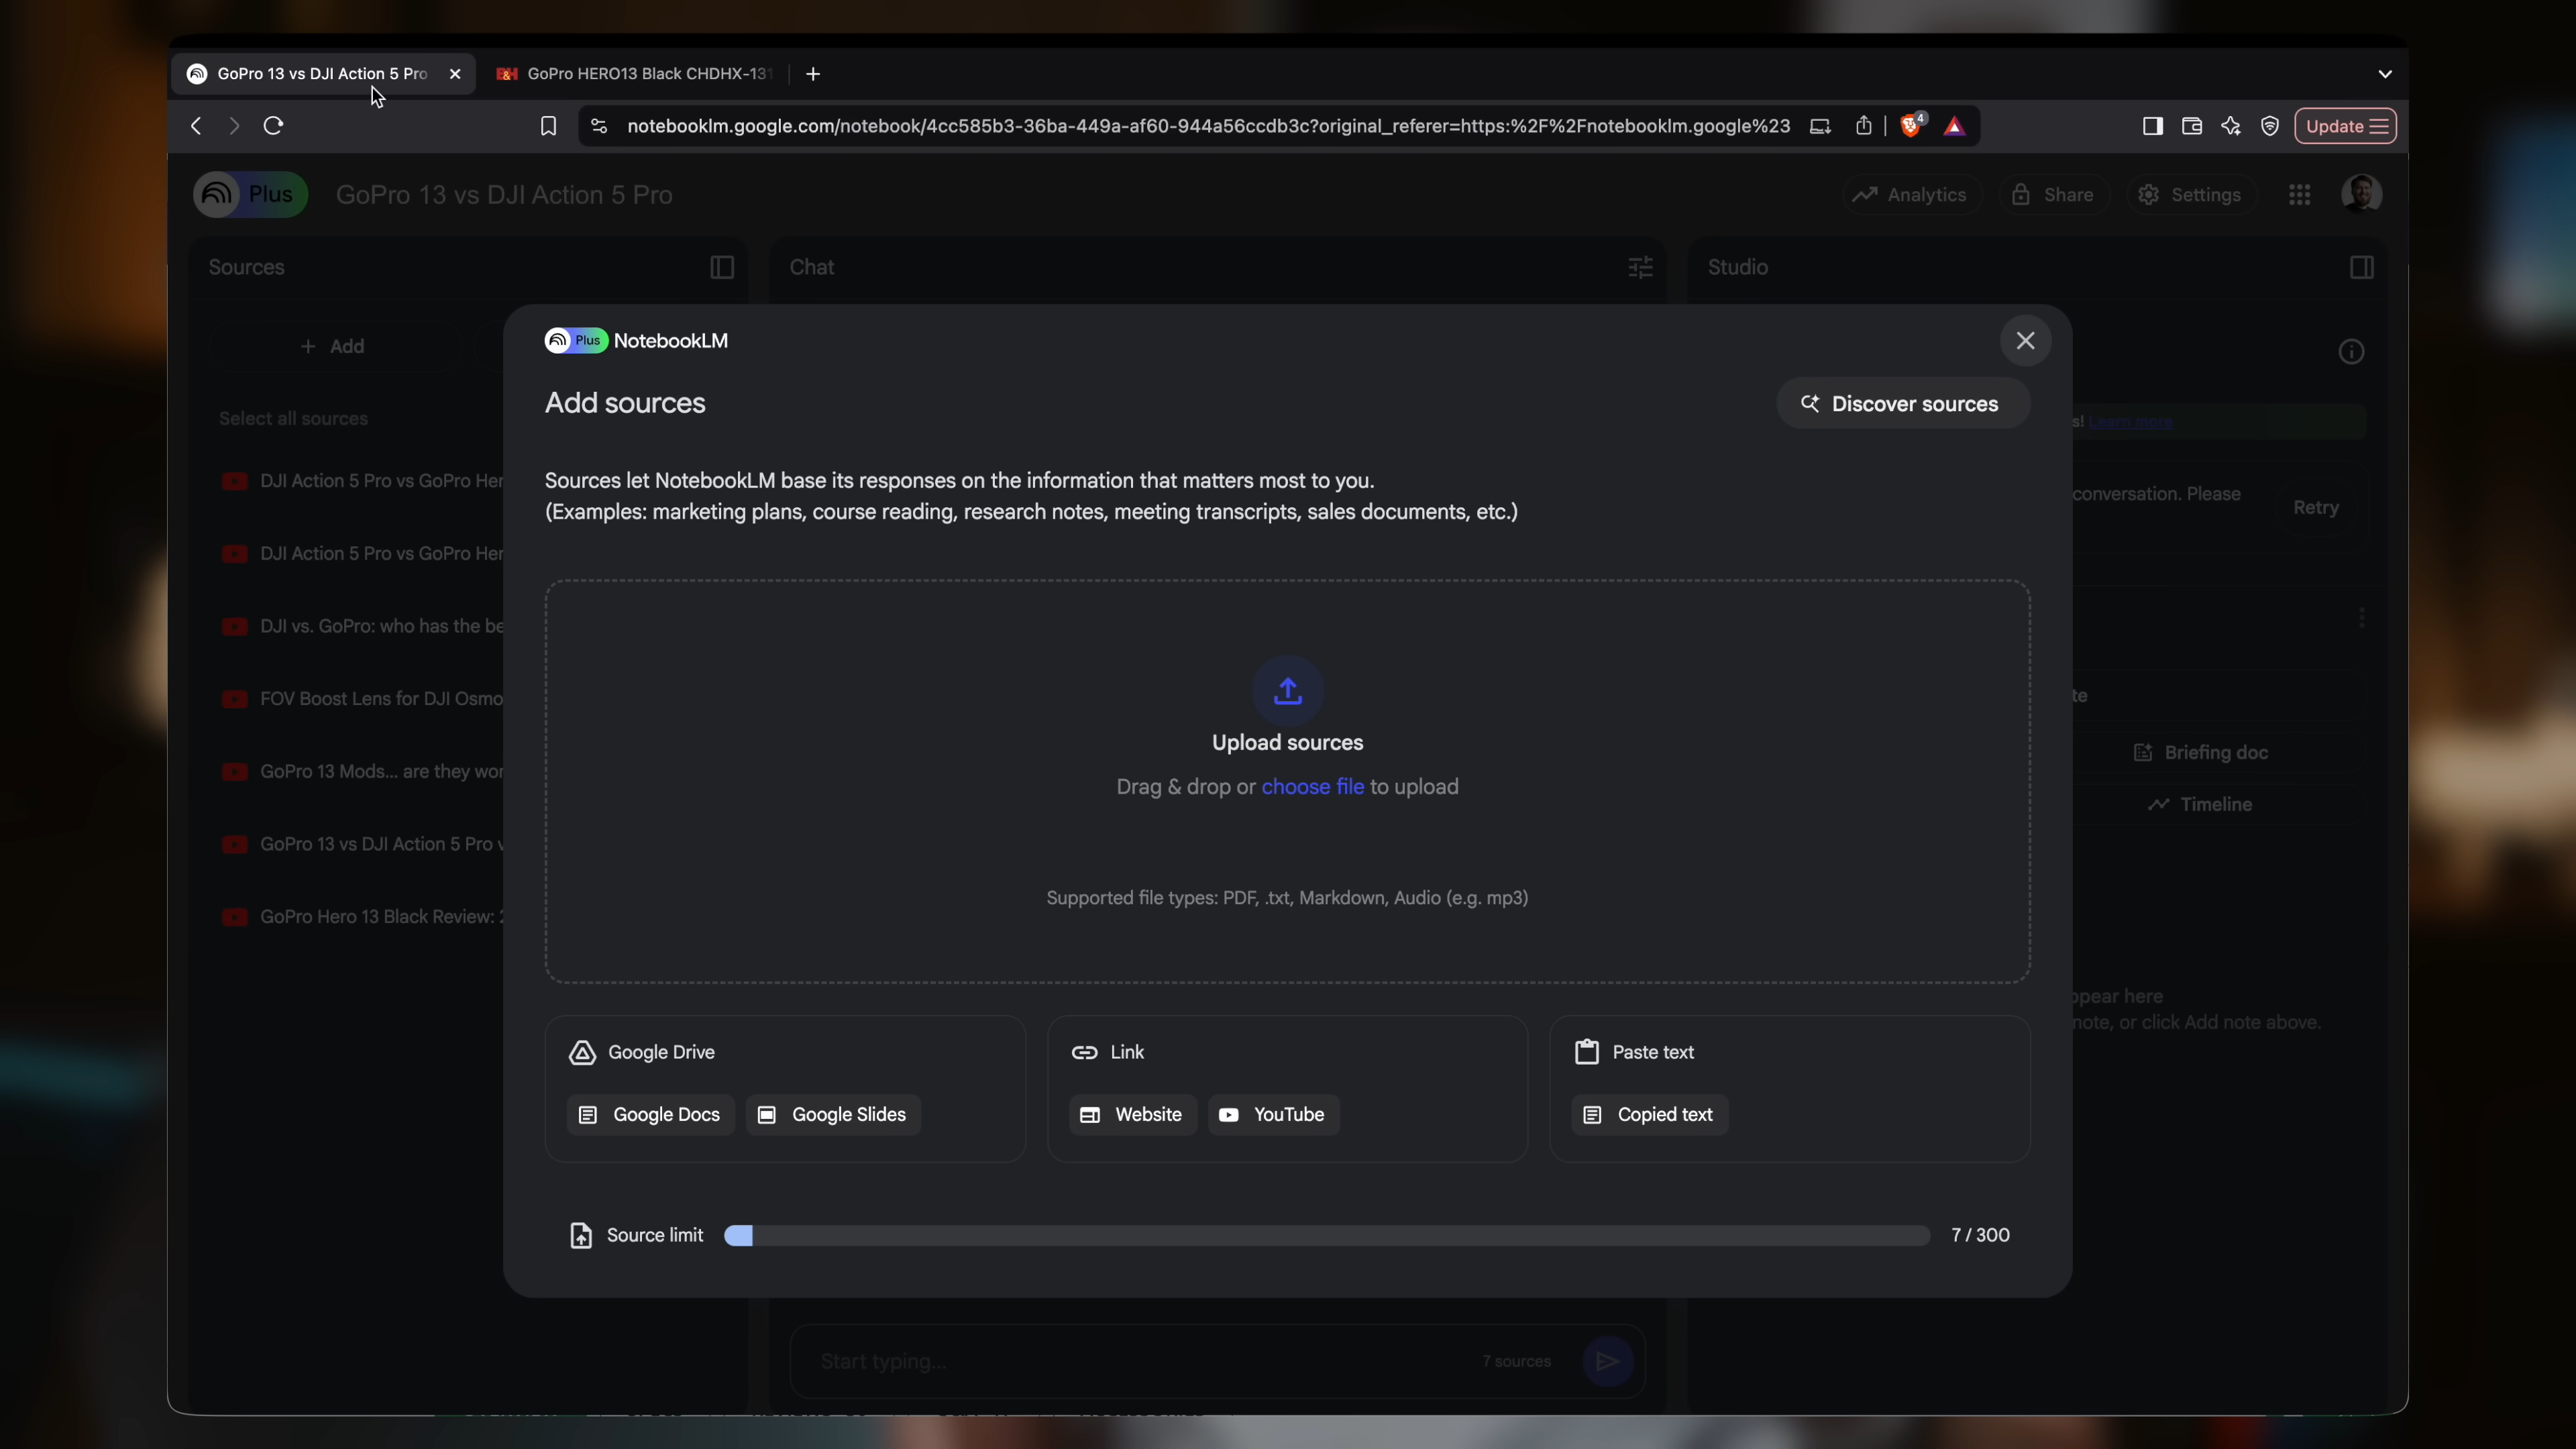 GoPro 13 vs DJI Action 5 Pro
GoPro HERO13 Black CHDHX-131
notebooklm.google.com/notebook/4cc585b3-36ba-449a-af60-944a56ccdb3c?original_referer=https:%2F%2Fnotebooklm.google%23
4
Update
Plus
GoPro 13 vs DJI Action 5 Pro
Analytics
Share
Settings
Sources
Chat
Studio
Add
Select all sources
DJI Action 5 Pro vs GoPro Her
DJI Action 5 Pro vs GoPro Her
DJI vs. GoPro: who has the be
FOV Boost Lens for DJI Osmo
GoPro 13 Mods... are they wor
GoPro 13 vs DJI Action 5 Pro v
GoPro Hero 13 Black Review: 2
Plus NotebookLM
Add sources
Discover sources
Sources let NotebookLM base its responses on the information that matters most to you.
(Examples: marketing plans, course reading, research notes, meeting transcripts, sales documents, etc.)
Upload sources
Drag & drop or choose file to upload
Supported file types: PDF, .txt, Markdown, Audio (e.g. mp3)
Google Drive
Google Docs
Google Slides
Link
Website
YouTube
Paste text
Copied text
Source limit
7 / 300
s! Learn more
conversation. Please
Retry
te
Briefing doc
Timeline
ppear here
note, or click Add note above.
Start typing...
7 sources